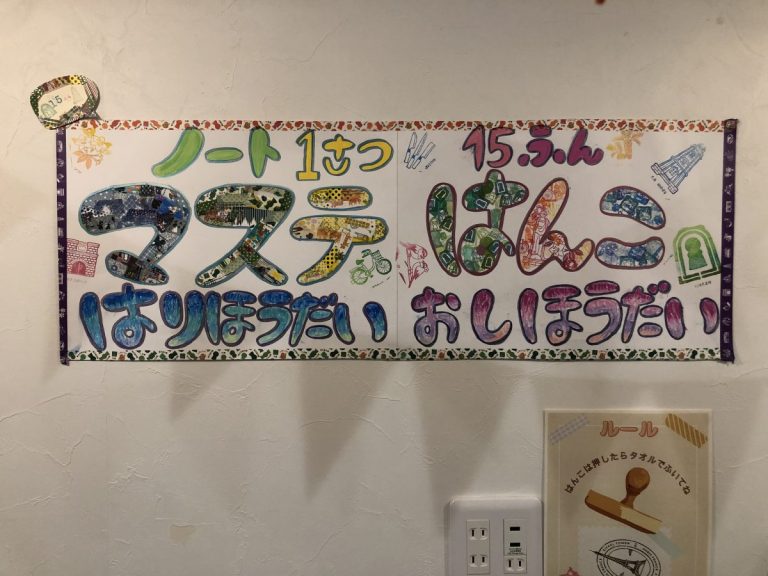 ノート1さつ
マステ
はりほうだい
15ふん
はんこ
おしほうだい
ルール
はんこは押したらタオルでふいてね